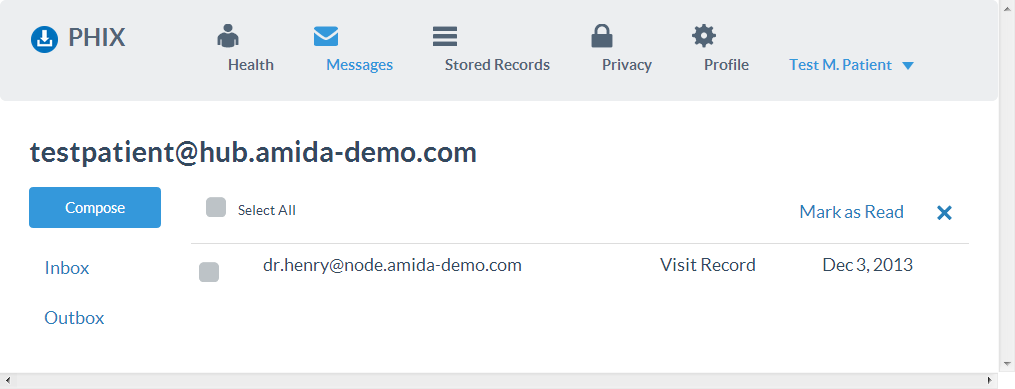 PHIX
Health Messages Stored Records Privacy Profile Test M. Patient
testpatient@hub.amida-demo.com
Compose
Select All
Mark as Read
Inbox
dr.henry@node.amida-demo.com Visit Record Dec 3, 2013
Outbox